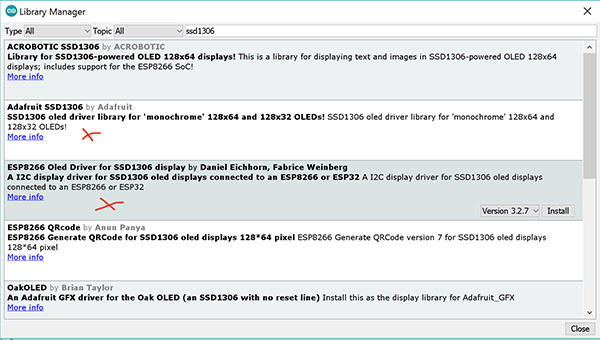 Library Manager
Type All Topic All ssd1306
ACROBOTIC SSD1306 by ACROBOTIC
Library for SSD1306-powered OLED 128x64 displays! This is a library for displaying text and images in SSD1306-powered OLED 128x64
displays; includes support for the ESP8266 SoC!
More info
Adafruit SSD1306 by Adafruit
SSD1306 oled driver library for 'monochrome' 128x64 and 128x32 OLEDs! SSD1306 oled driver library for 'monochrome' 128x64 and
128x32 OLEDs!
More info
ESP8266 Oled Driver for SSD1306 display by Daniel Eichhorn, Fabrice Weinberg
A I2C display driver for SSD1306 oled displays connected to an ESP8266 or ESP32 A I2C display driver for SSD1306 oled displays
connected to an ESP8266 or ESP32
More info
Version 3.2.7 Install
ESP8266 QRcode by Anun Panya
ESP8266 Generate QRCode for SSD1306 oled displays 128*64 pixel ESP8266 Generate QRCode version 7 for SSD1306 oled displays
128*64 pixel
More info
OakOLED by Brian Taylor
An Adafruit GFX driver for the Oak OLED (an SSD1306 with no reset line) Install this as the display library for Adafruit_GFX
More info
Close